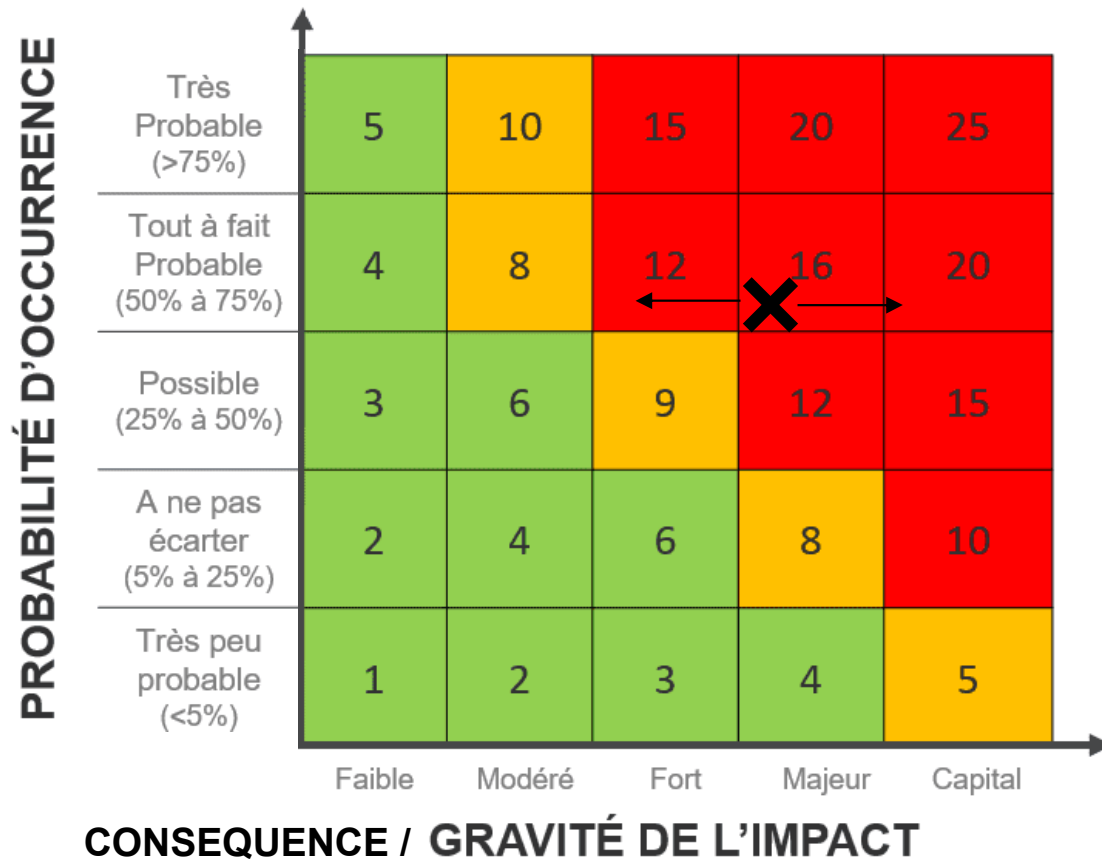 PROBABILITÉ D’OCCURRENCE
Très
Probable
(>75%)
5 10 15 20 25
Tout à fait
Probable
(50% à 75%)
4 8 12 16 20
Possible
(25% à 50%)
3 6 9 12 15
A ne pas
écarter
(5% à 25%)
2 4 6 8 10
Très peu
probable
(<5%)
1 2 3 4 5
Faible Modéré Fort Majeur Capital
CONSEQUENCE / GRAVITÉ DE L’IMPACT